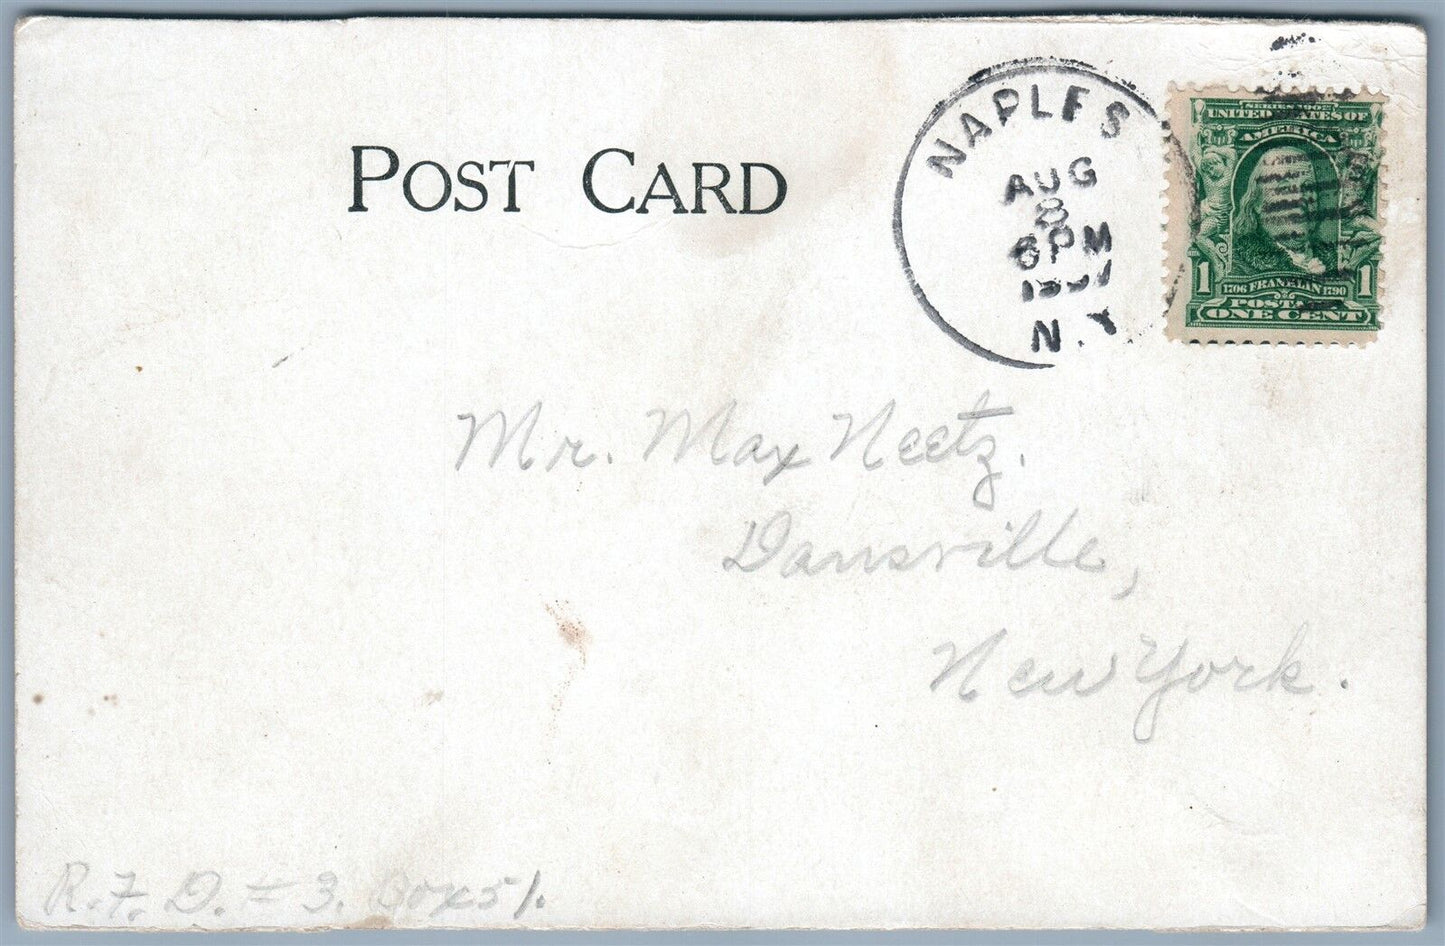 POST CARD
NAPLES
AUG
8
6 PM
1907
N.Y.
SERIES 1902
UNITED STATES OF
AMERICA
1 1706 FRANKLIN 1790 1
POSTAGE
ONE CENT
Mr. Max Neetz.
Dansville,
New York.
R.F.D. # 3. Box 51.